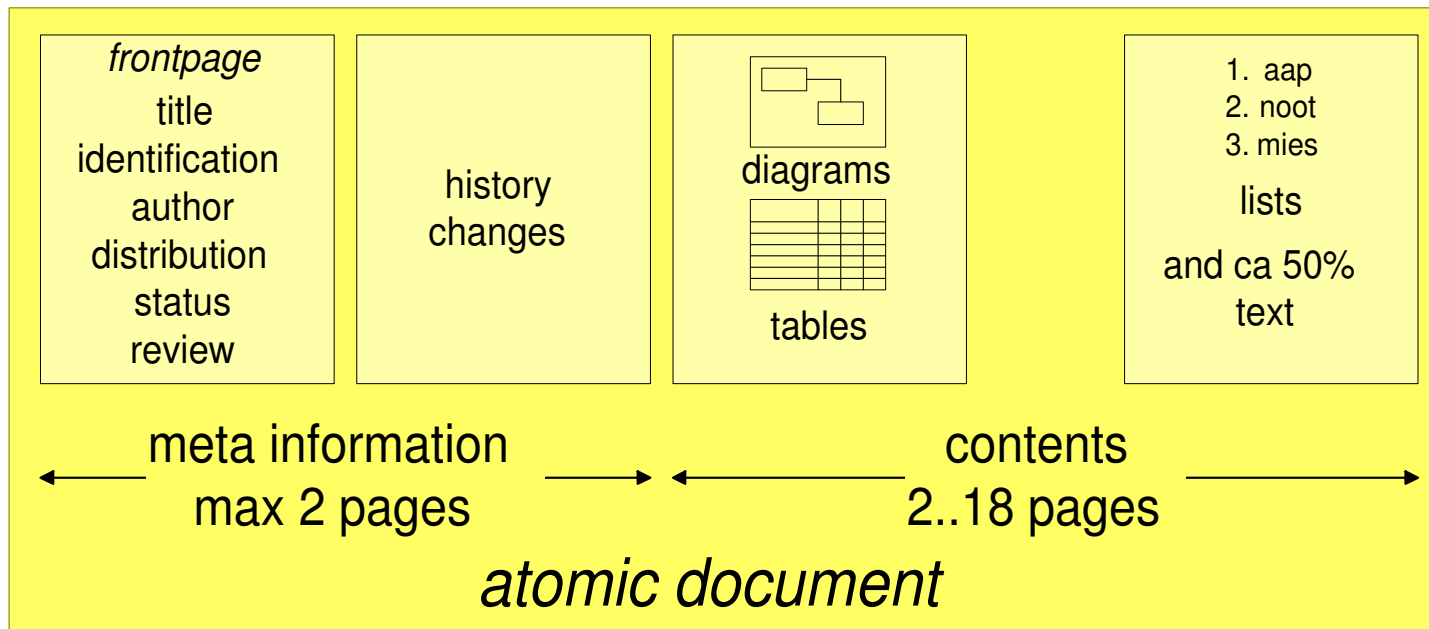 frontpage
title
identification
author
distribution
status
review
history
changes
diagrams
tables
1. aap
2. noot
3. mies
lists
and ca 50%
text
meta information
max 2 pages
contents
2..18 pages
atomic document